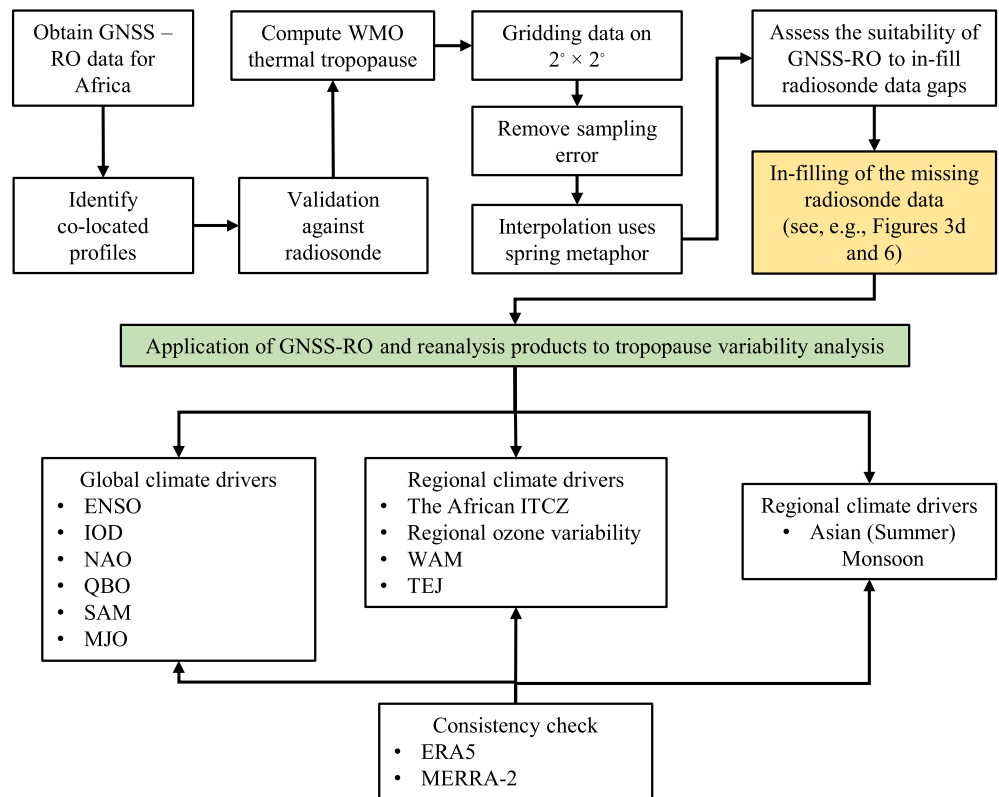 Obtain GNSS –
RO data for
Africa
Identify
co-located
profiles
Validation
against
radiosonde
Compute WMO
thermal tropopause
Gridding data on
2° × 2°
Remove sampling
error
Interpolation uses
spring metaphor
Assess the suitability of
GNSS-RO to in-fill
radiosonde data gaps
In-filling of the missing
radiosonde data
(see, e.g., Figures 3d
and 6)
Application of GNSS-RO and reanalysis products to tropopause variability analysis
Global climate drivers
• ENSO
• IOD
• NAO
• QBO
• SAM
• MJO
Regional climate drivers
• The African ITCZ
• Regional ozone variability
• WAM
• TEJ
Regional climate drivers
• Asian (Summer)
Monsoon
Consistency check
• ERA5
• MERRA-2